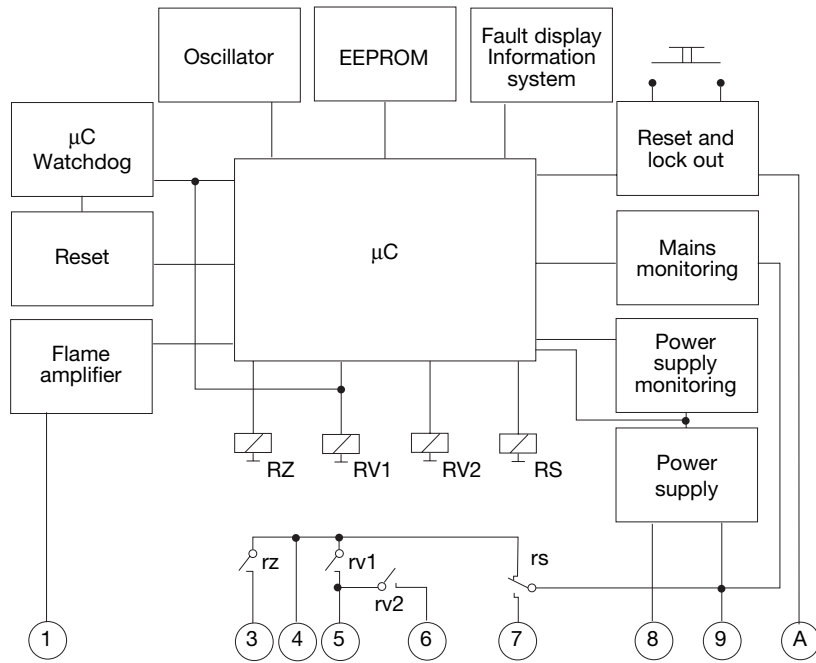 Oscillator
EEPROM
Fault display
Information
system
μC
Watchdog
Reset and
lock out
Reset
μC
Mains
monitoring
Flame
amplifier
Power
supply
monitoring
RZ
RV1
RV2
RS
Power
supply
rz
rv1
rv2
rs
1
3
4
5
6
7
8
9
A